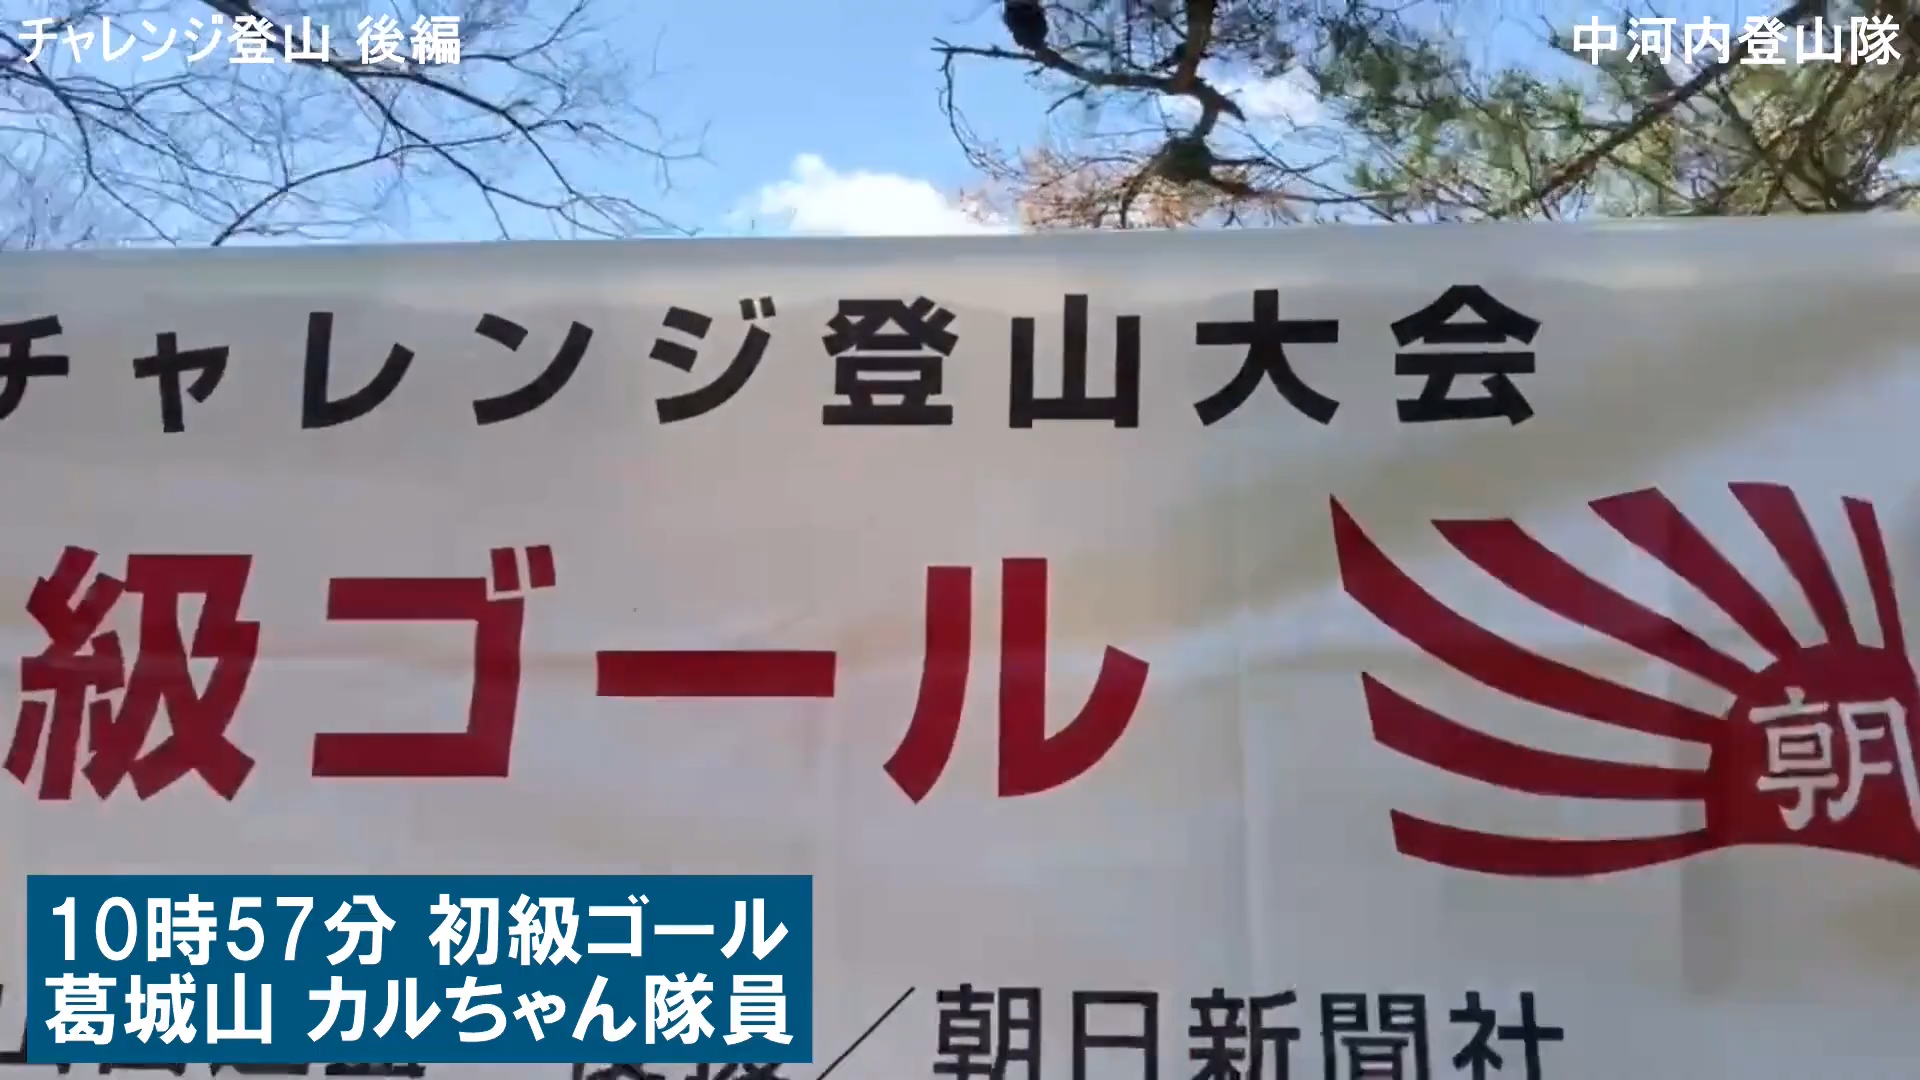 チャレンジ登山 後編
中河内登山隊
チャレンジ登山大会
級ゴール
朝
10時57分 初級ゴール
葛城山 カルちゃん隊員
／朝日新聞社